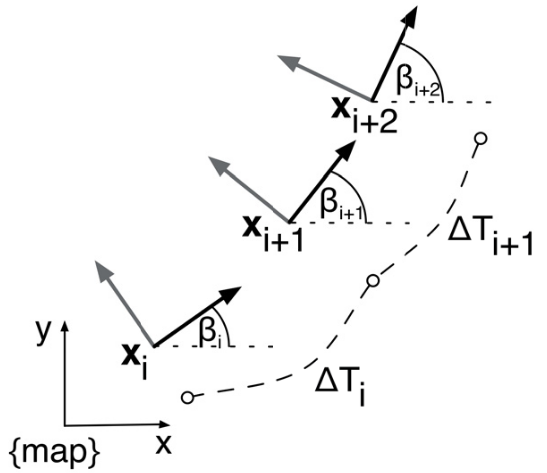 β_{i+2}
𝐱_{i+2}
β_{i+1}
𝐱_{i+1}
ΔT_{i+1}
y
β_i
𝐱_i
ΔT_i
x
{map}